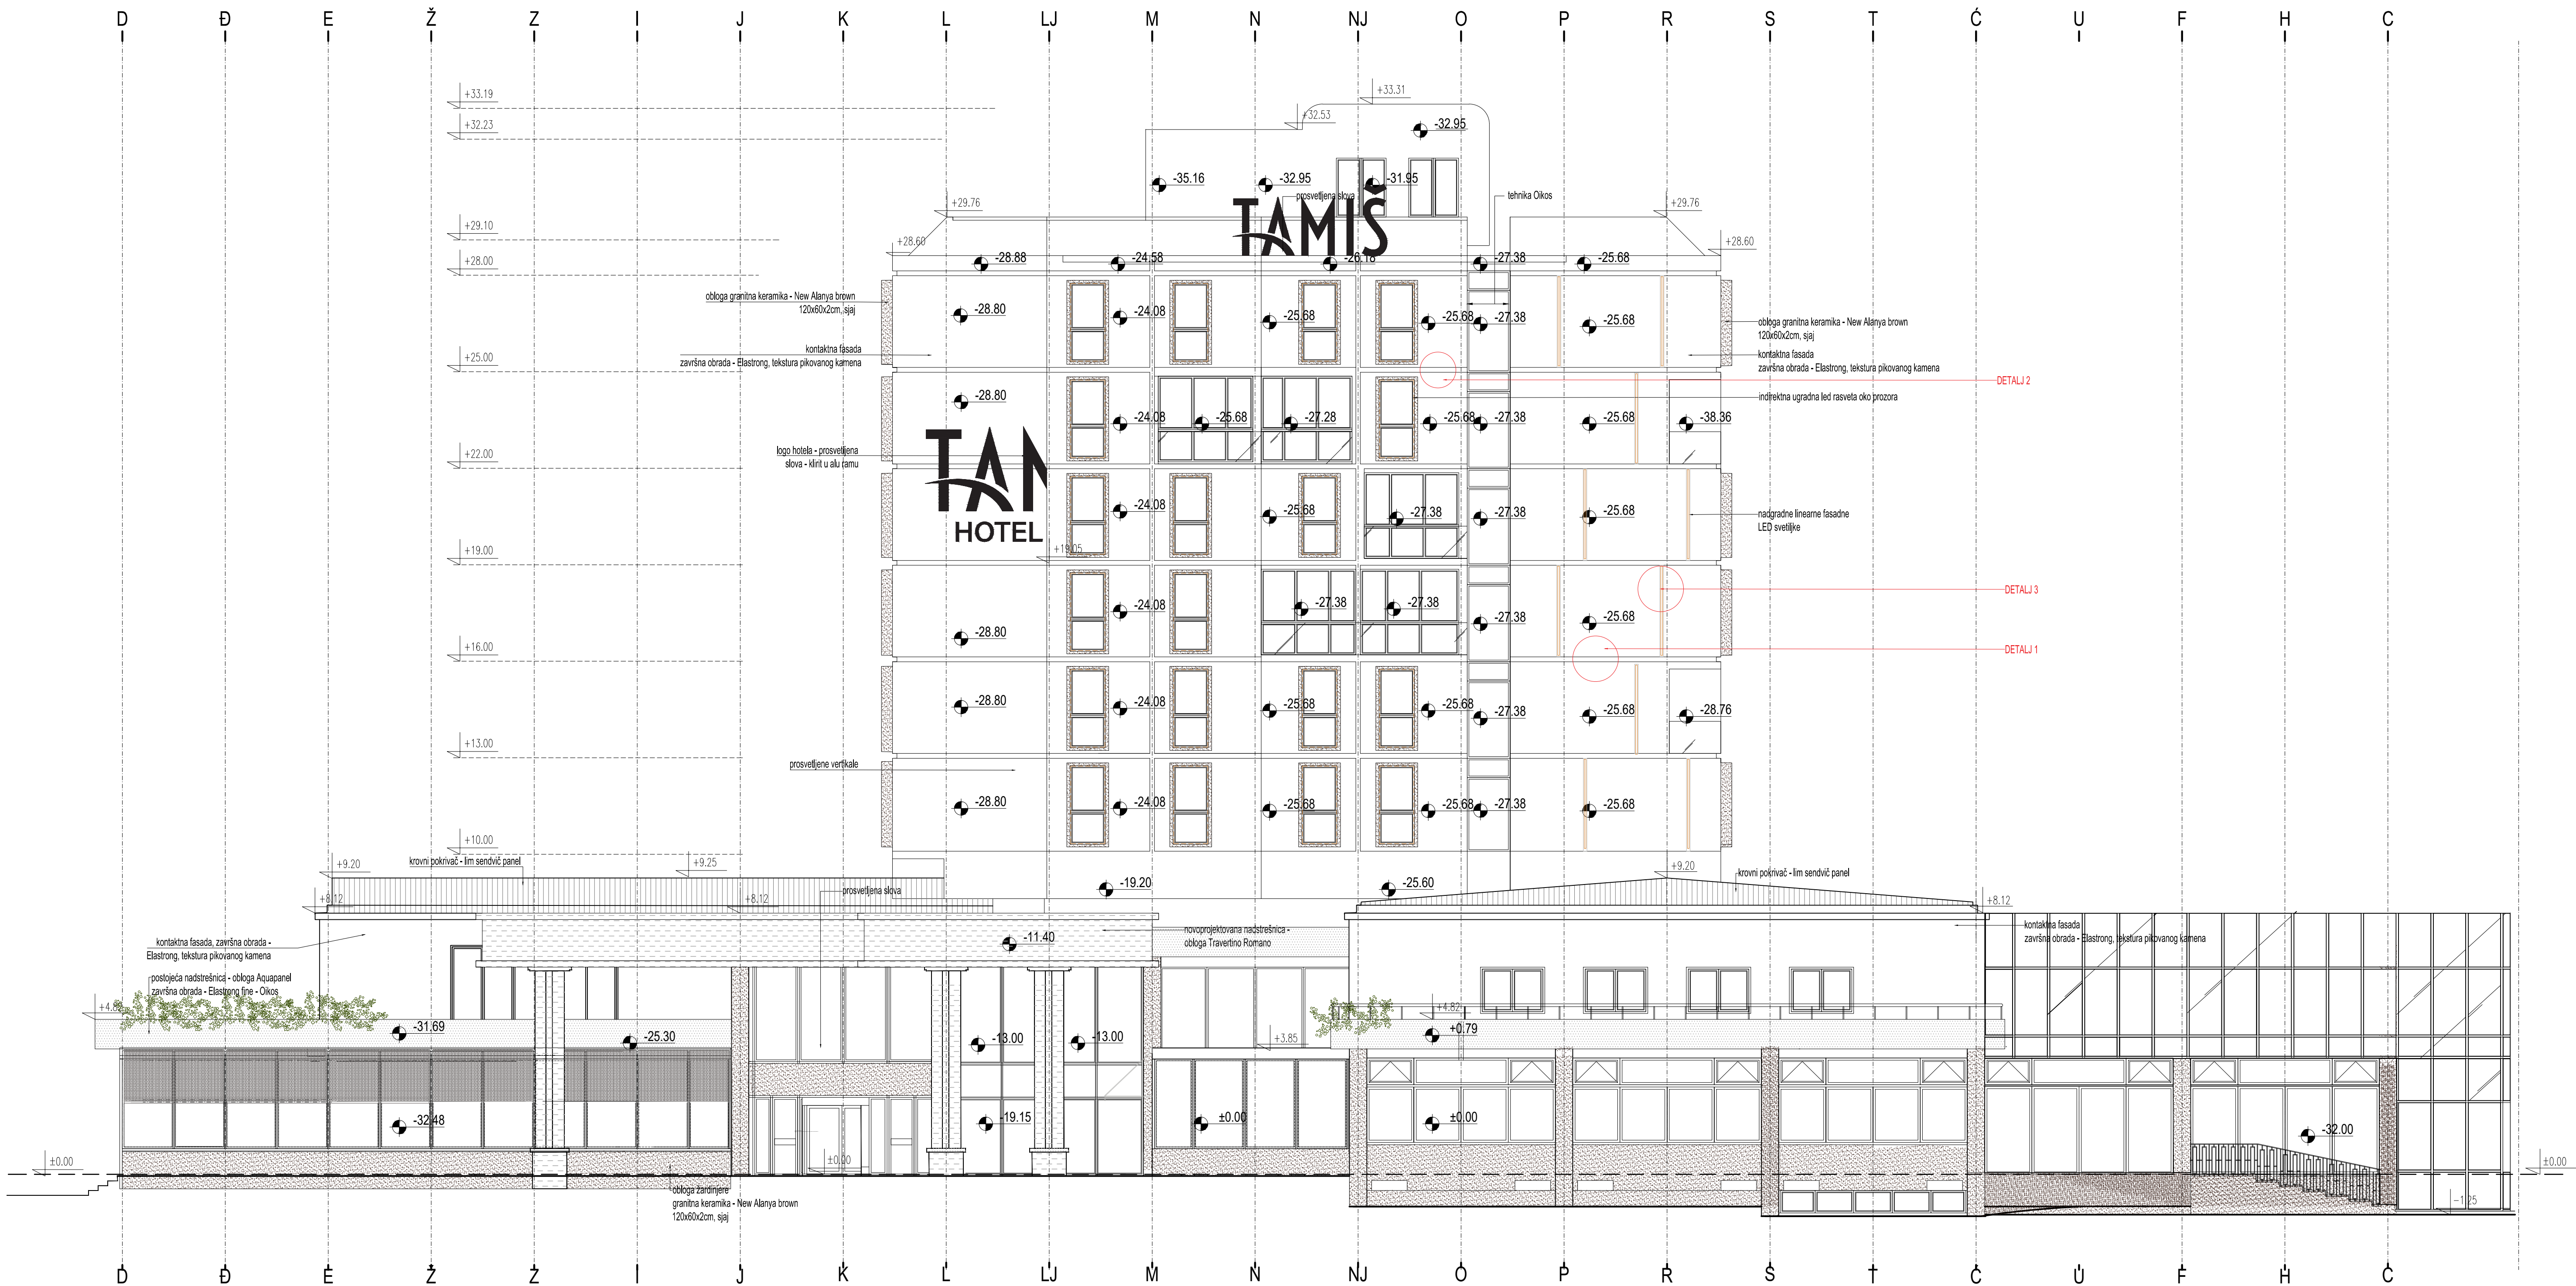 D Đ E Ž Z I J K L LJ M N NJ O P R S T Ć U F H C
+33.19
+33.31
+32.53
+32.23
-32.95
-35.16
-32.95
-31.95
prosvetljena slova
tehnika Oikos
TAMIŠ
+29.76
+29.76
+29.10
+28.60
+28.60
+28.00
-28.88
-24.58
-26.18
-27.38
-25.68
obloga granitna keramika - New Alanya brown
120x60x2cm, sjaj
-28.80
-24.08
-25.68
-25.68
-27.38
-25.68
obloga granitna keramika - New Alanya brown
120x60x2cm, sjaj
kontaktna fasada
završna obrada - Elastrong, tekstura pikovanog kamena
kontaktna fasada
završna obrada - Elastrong, tekstura pikovanog kamena
+25.00
DETALJ 2
-28.80
indirektna ugradna led rasveta oko prozora
-24.08
-25.68
-27.28
-25.68
-27.38
-25.68
-38.36
logo hotela - prosvetljena
slova - klirit u alu ramu
+22.00
TAM
HOTEL
-24.08
-25.68
-27.38
-27.38
-25.68
nadgradne linearne fasadne
LED svetiljke
+19.00
+19.05
DETALJ 3
-28.80
-24.08
-27.38
-27.38
-27.38
-25.68
+16.00
DETALJ 1
-28.80
-24.08
-25.68
-25.68
-27.38
-25.68
-28.76
+13.00
prosvetljene vertikale
-28.80
-24.08
-25.68
-25.68
-27.38
-25.68
+10.00
+9.20
krovni pokrivač - lim sendvič panel
+9.25
prosvetljena slova
-19.20
-25.60
+9.20
krovni pokrivač - lim sendvič panel
+8.12
+8.12
+8.12
kontaktna fasada, završna obrada -
Elastrong, tekstura pikovanog kamena
-11.40
novoprojektovana nadstrešnica -
obloga Travertino Romano
kontaktna fasada
završna obrada - Elastrong, tekstura pikovanog kamena
postojeća nadstrešnica - obloga Aquapanel
završna obrada - Elastrong fine - Oikos
+4.82
+4.82
-31.69
-25.30
-13.00
-13.00
+3.85
+0.79
-32.48
-19.15
±0.00
±0.00
-32.00
±0.00
±0.00
±0.00
obloga žardinjere
granitna keramika - New Alanya brown
120x60x2cm, sjaj
-1.25
D Đ E Ž Z I J K L LJ M N NJ O P R S T Ć U F H C